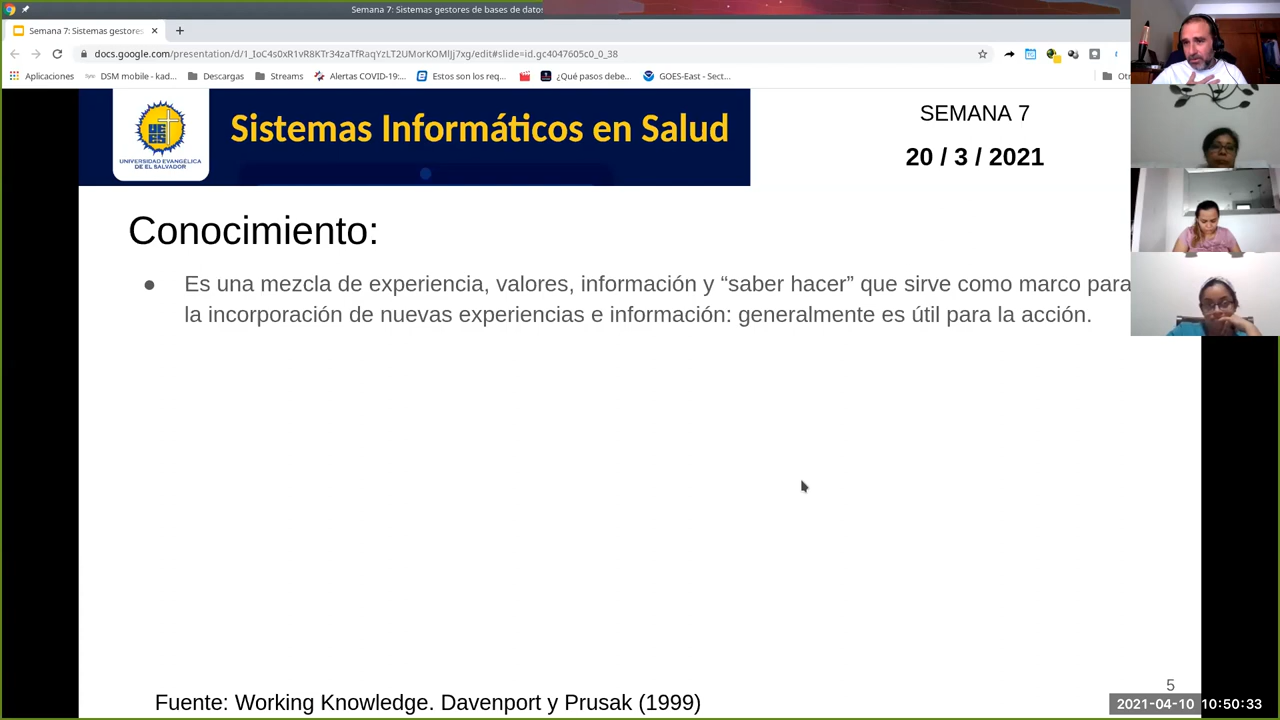 Semana 7: Sistemas gestores de bases de datos
Semana 7: Sistemas gestores
docs.google.com/presentation/d/1_IoC4s0xR1vR8KTr34zaTfRaqYzLT2UMorKOMlJj7xg/edit#slide=id.gc4047605c0_0_38
Aplicaciones
DSM mobile - kad...
Descargas
Streams
Alertas COVID-19:...
Estos son los req...
¿Qué pasos debe...
GOES-East - Sect...
UNIVERSIDAD EVANGÉLICA
DE EL SALVADOR
Sistemas Informáticos en Salud
SEMANA 7
20 / 3 / 2021
Conocimiento:
● Es una mezcla de experiencia, valores, información y “saber hacer” que sirve como marco para
la incorporación de nuevas experiencias e información: generalmente es útil para la acción.
Fuente: Working Knowledge. Davenport y Prusak (1999)
5
2021-04-10 10:50:33